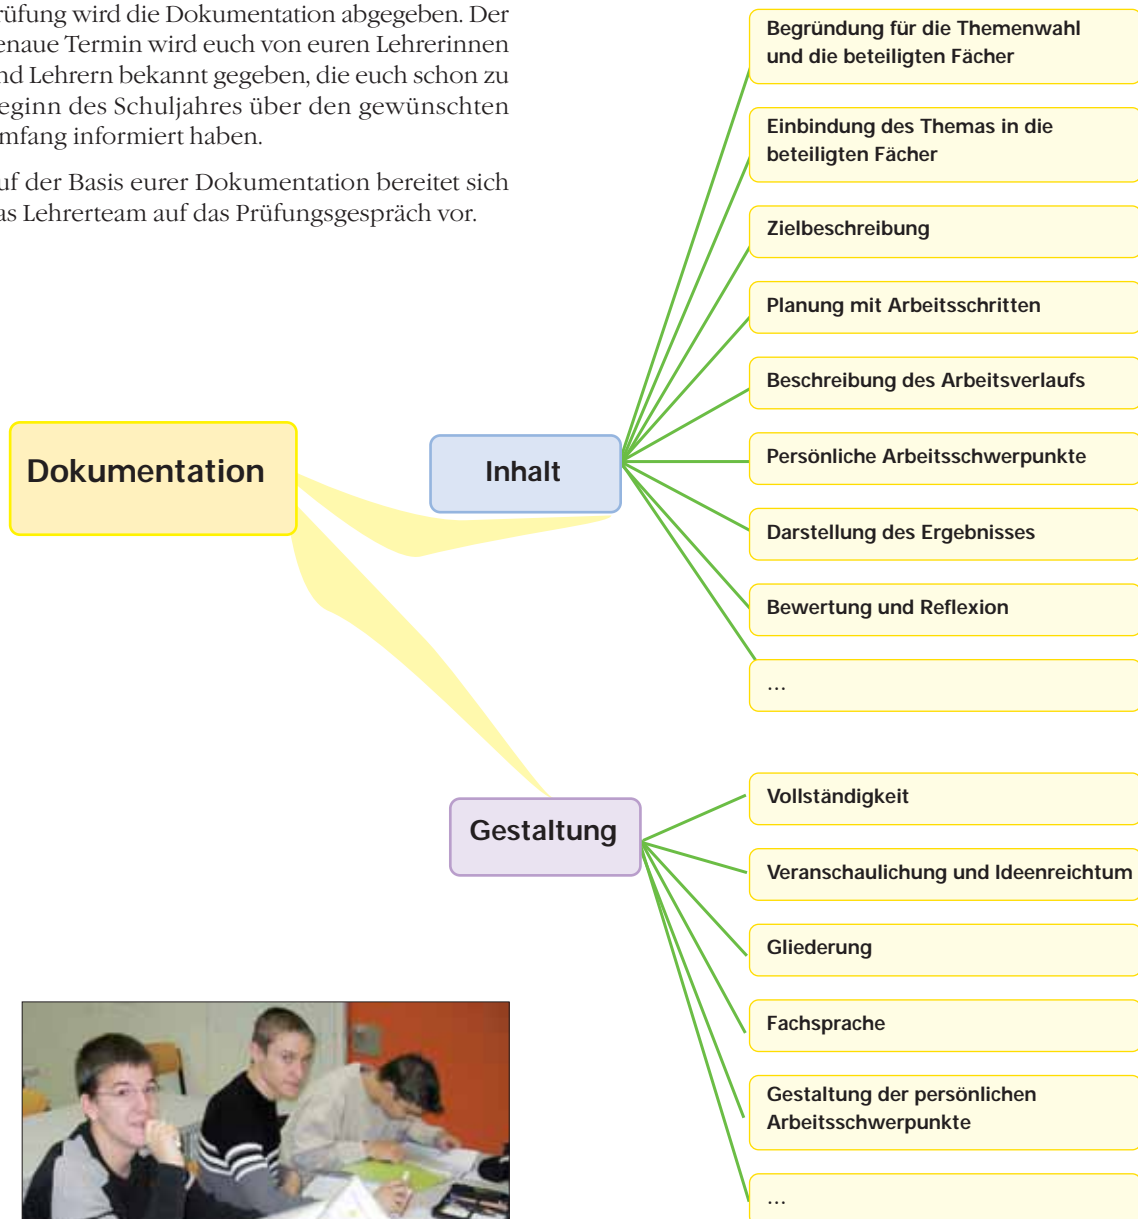 rüfung wird die Dokumentation abgegeben. Der
enaue Termin wird euch von euren Lehrerinnen
nd Lehrern bekannt gegeben, die euch schon zu
eginn des Schuljahres über den gewünschten
mfang informiert haben.
uf der Basis eurer Dokumentation bereitet sich
as Lehrerteam auf das Prüfungsgespräch vor.
Dokumentation
Inhalt
Begründung für die Themenwahl
und die beteiligten Fächer
Einbindung des Themas in die
beteiligten Fächer
Zielbeschreibung
Planung mit Arbeitsschritten
Beschreibung des Arbeitsverlaufs
Persönliche Arbeitsschwerpunkte
Darstellung des Ergebnisses
Bewertung und Reflexion
...
Gestaltung
Vollständigkeit
Veranschaulichung und Ideenreichtum
Gliederung
Fachsprache
Gestaltung der persönlichen
Arbeitsschwerpunkte
...